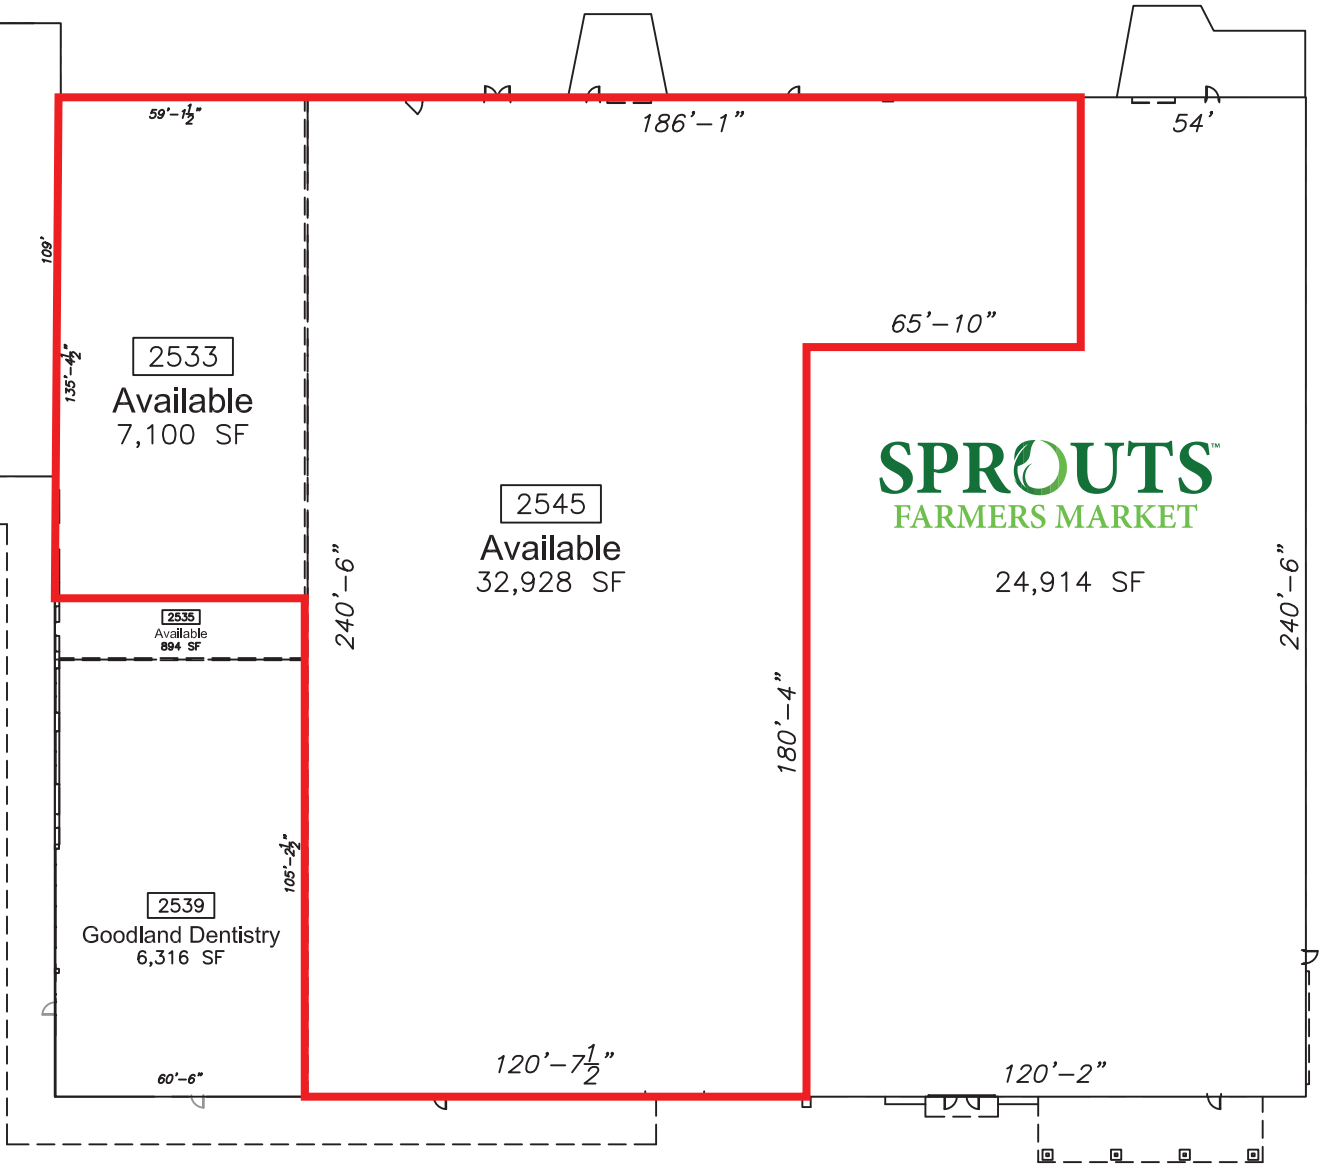 59'-1½"
186'-1"
54'
109'
65'-10"
135'-4½"
2533
Available
7,100 SF
SPROUTS™
FARMERS MARKET
24,914 SF
2545
Available
32,928 SF
240'-6"
240'-6"
2535
Available
894 SF
180'-4"
105'-2½"
2539
Goodland Dentistry
6,316 SF
60'-6"
120'-7½"
120'-2"